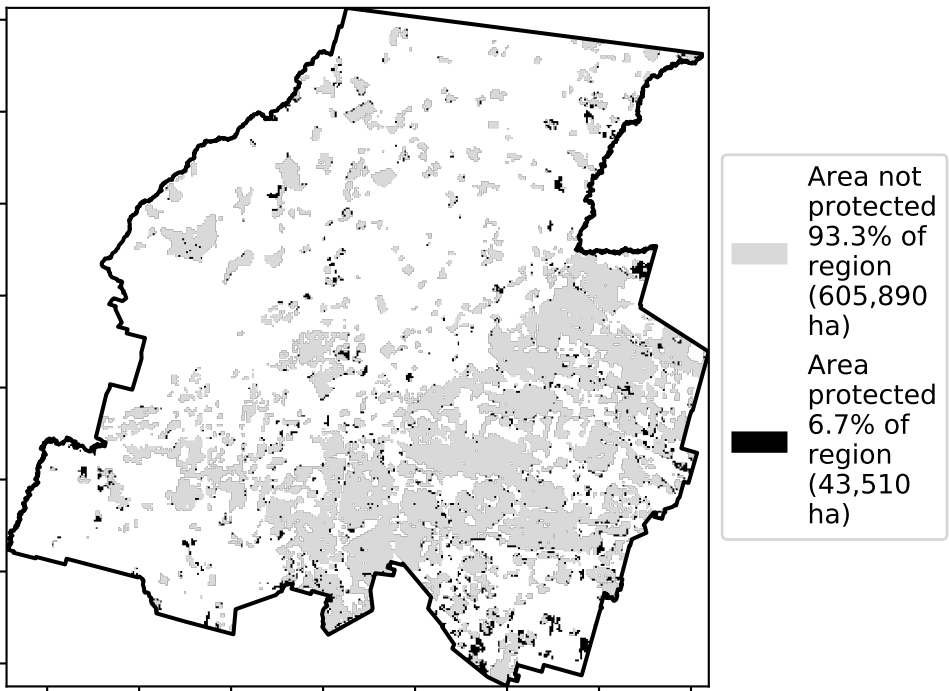 Area not
protected
93.3% of
region
(605,890
ha)
Area
protected
6.7% of
region
(43,510
ha)